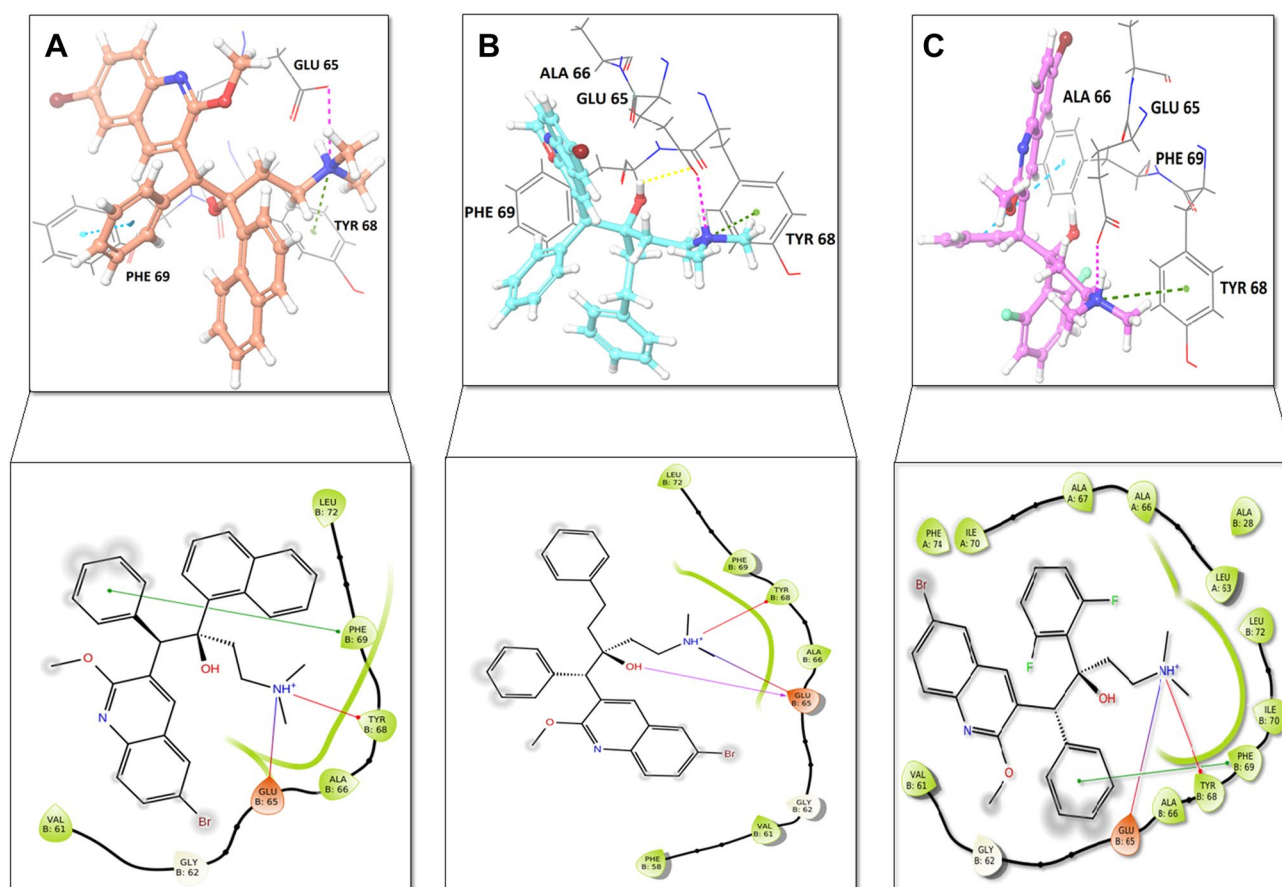 A
GLU 65
TYR 68
PHE 69
B
ALA 66
GLU 65
PHE 69
TYR 68
C
ALA 66
GLU 65
PHE 69
TYR 68
LEU
B: 72
PHE
B: 69
O
OH
NH+
N
TYR
B: 68
ALA
B: 66
GLU
B: 65
Br
VAL
B: 61
GLY
B: 62
LEU
B: 72
PHE
B: 69
TYR
B: 68
NH+
ALA
B: 66
OH
GLU
B: 65
O
N
Br
GLY
B: 62
VAL
B: 61
PHE
B: 58
ALA
A: 67
ALA
A: 66
ALA
B: 28
PHE
A: 74
ILE
A: 70
LEU
A: 63
Br
F
LEU
B: 72
F
NH+
OH
N
ILE
B: 70
O
PHE
B: 69
VAL
B: 61
TYR
B: 68
ALA
B: 66
GLU
B: 65
GLY
B: 62